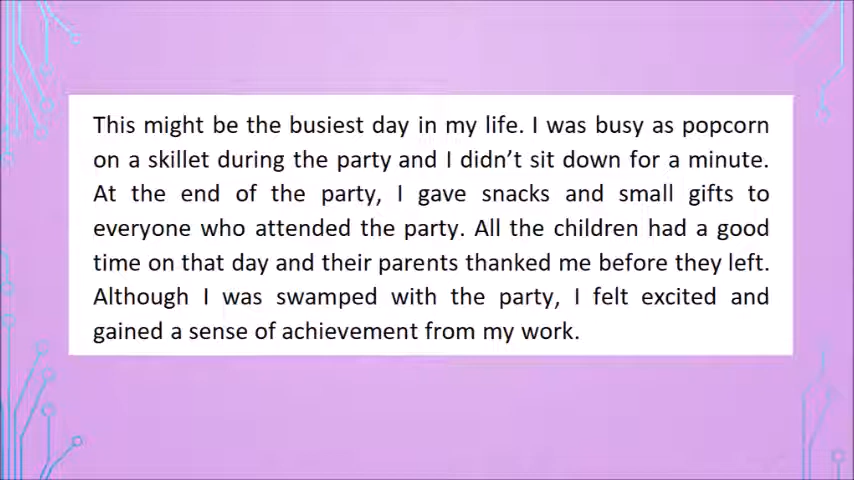 This might be the busiest day in my life. I was busy as popcorn
on a skillet during the party and I didn’t sit down for a minute.
At the end of the party, I gave snacks and small gifts to
everyone who attended the party. All the children had a good
time on that day and their parents thanked me before they left.
Although I was swamped with the party, I felt excited and
gained a sense of achievement from my work.